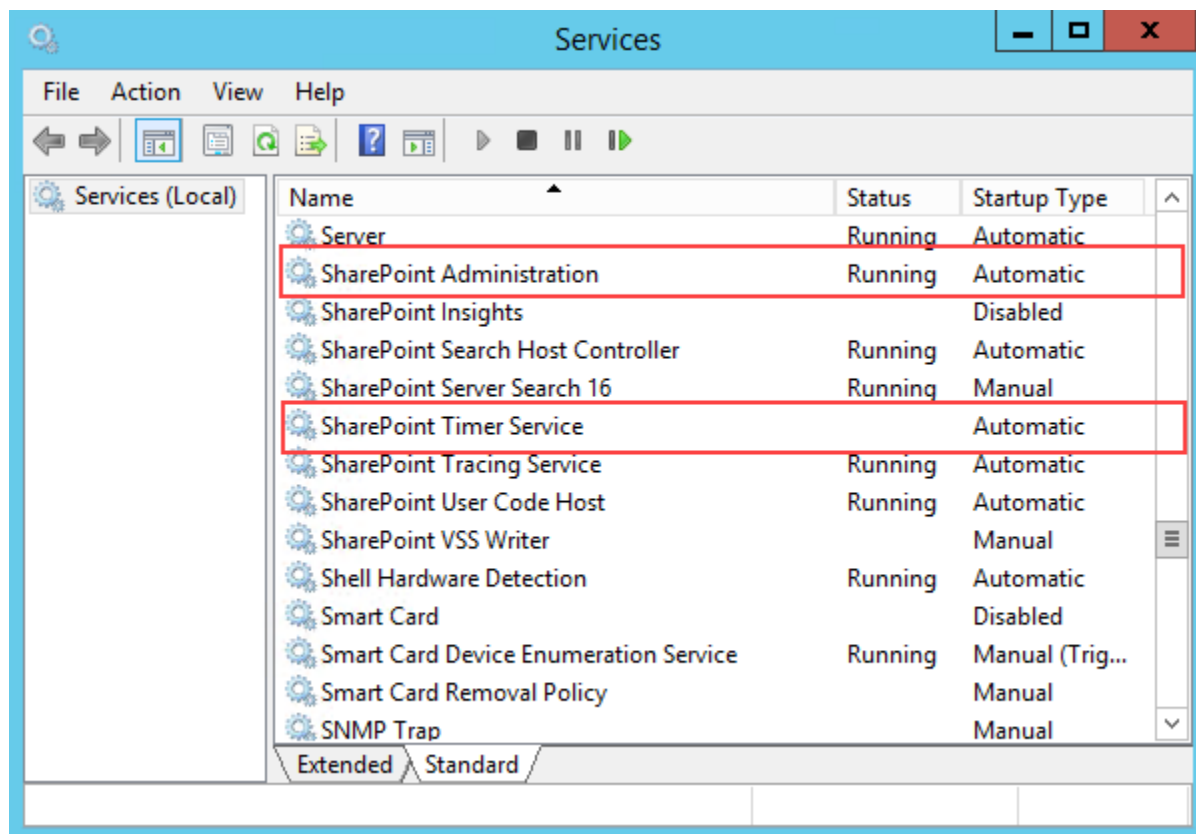 Services
File Action View Help
Services (Local)
Name Status Startup Type
Server Running Automatic
SharePoint Administration Running Automatic
SharePoint Insights Disabled
SharePoint Search Host Controller Running Automatic
SharePoint Server Search 16 Running Manual
SharePoint Timer Service Automatic
SharePoint Tracing Service Running Automatic
SharePoint User Code Host Running Automatic
SharePoint VSS Writer Manual
Shell Hardware Detection Running Automatic
Smart Card Disabled
Smart Card Device Enumeration Service Running Manual (Trig...
Smart Card Removal Policy Manual
SNMP Trap Manual
Extended Standard